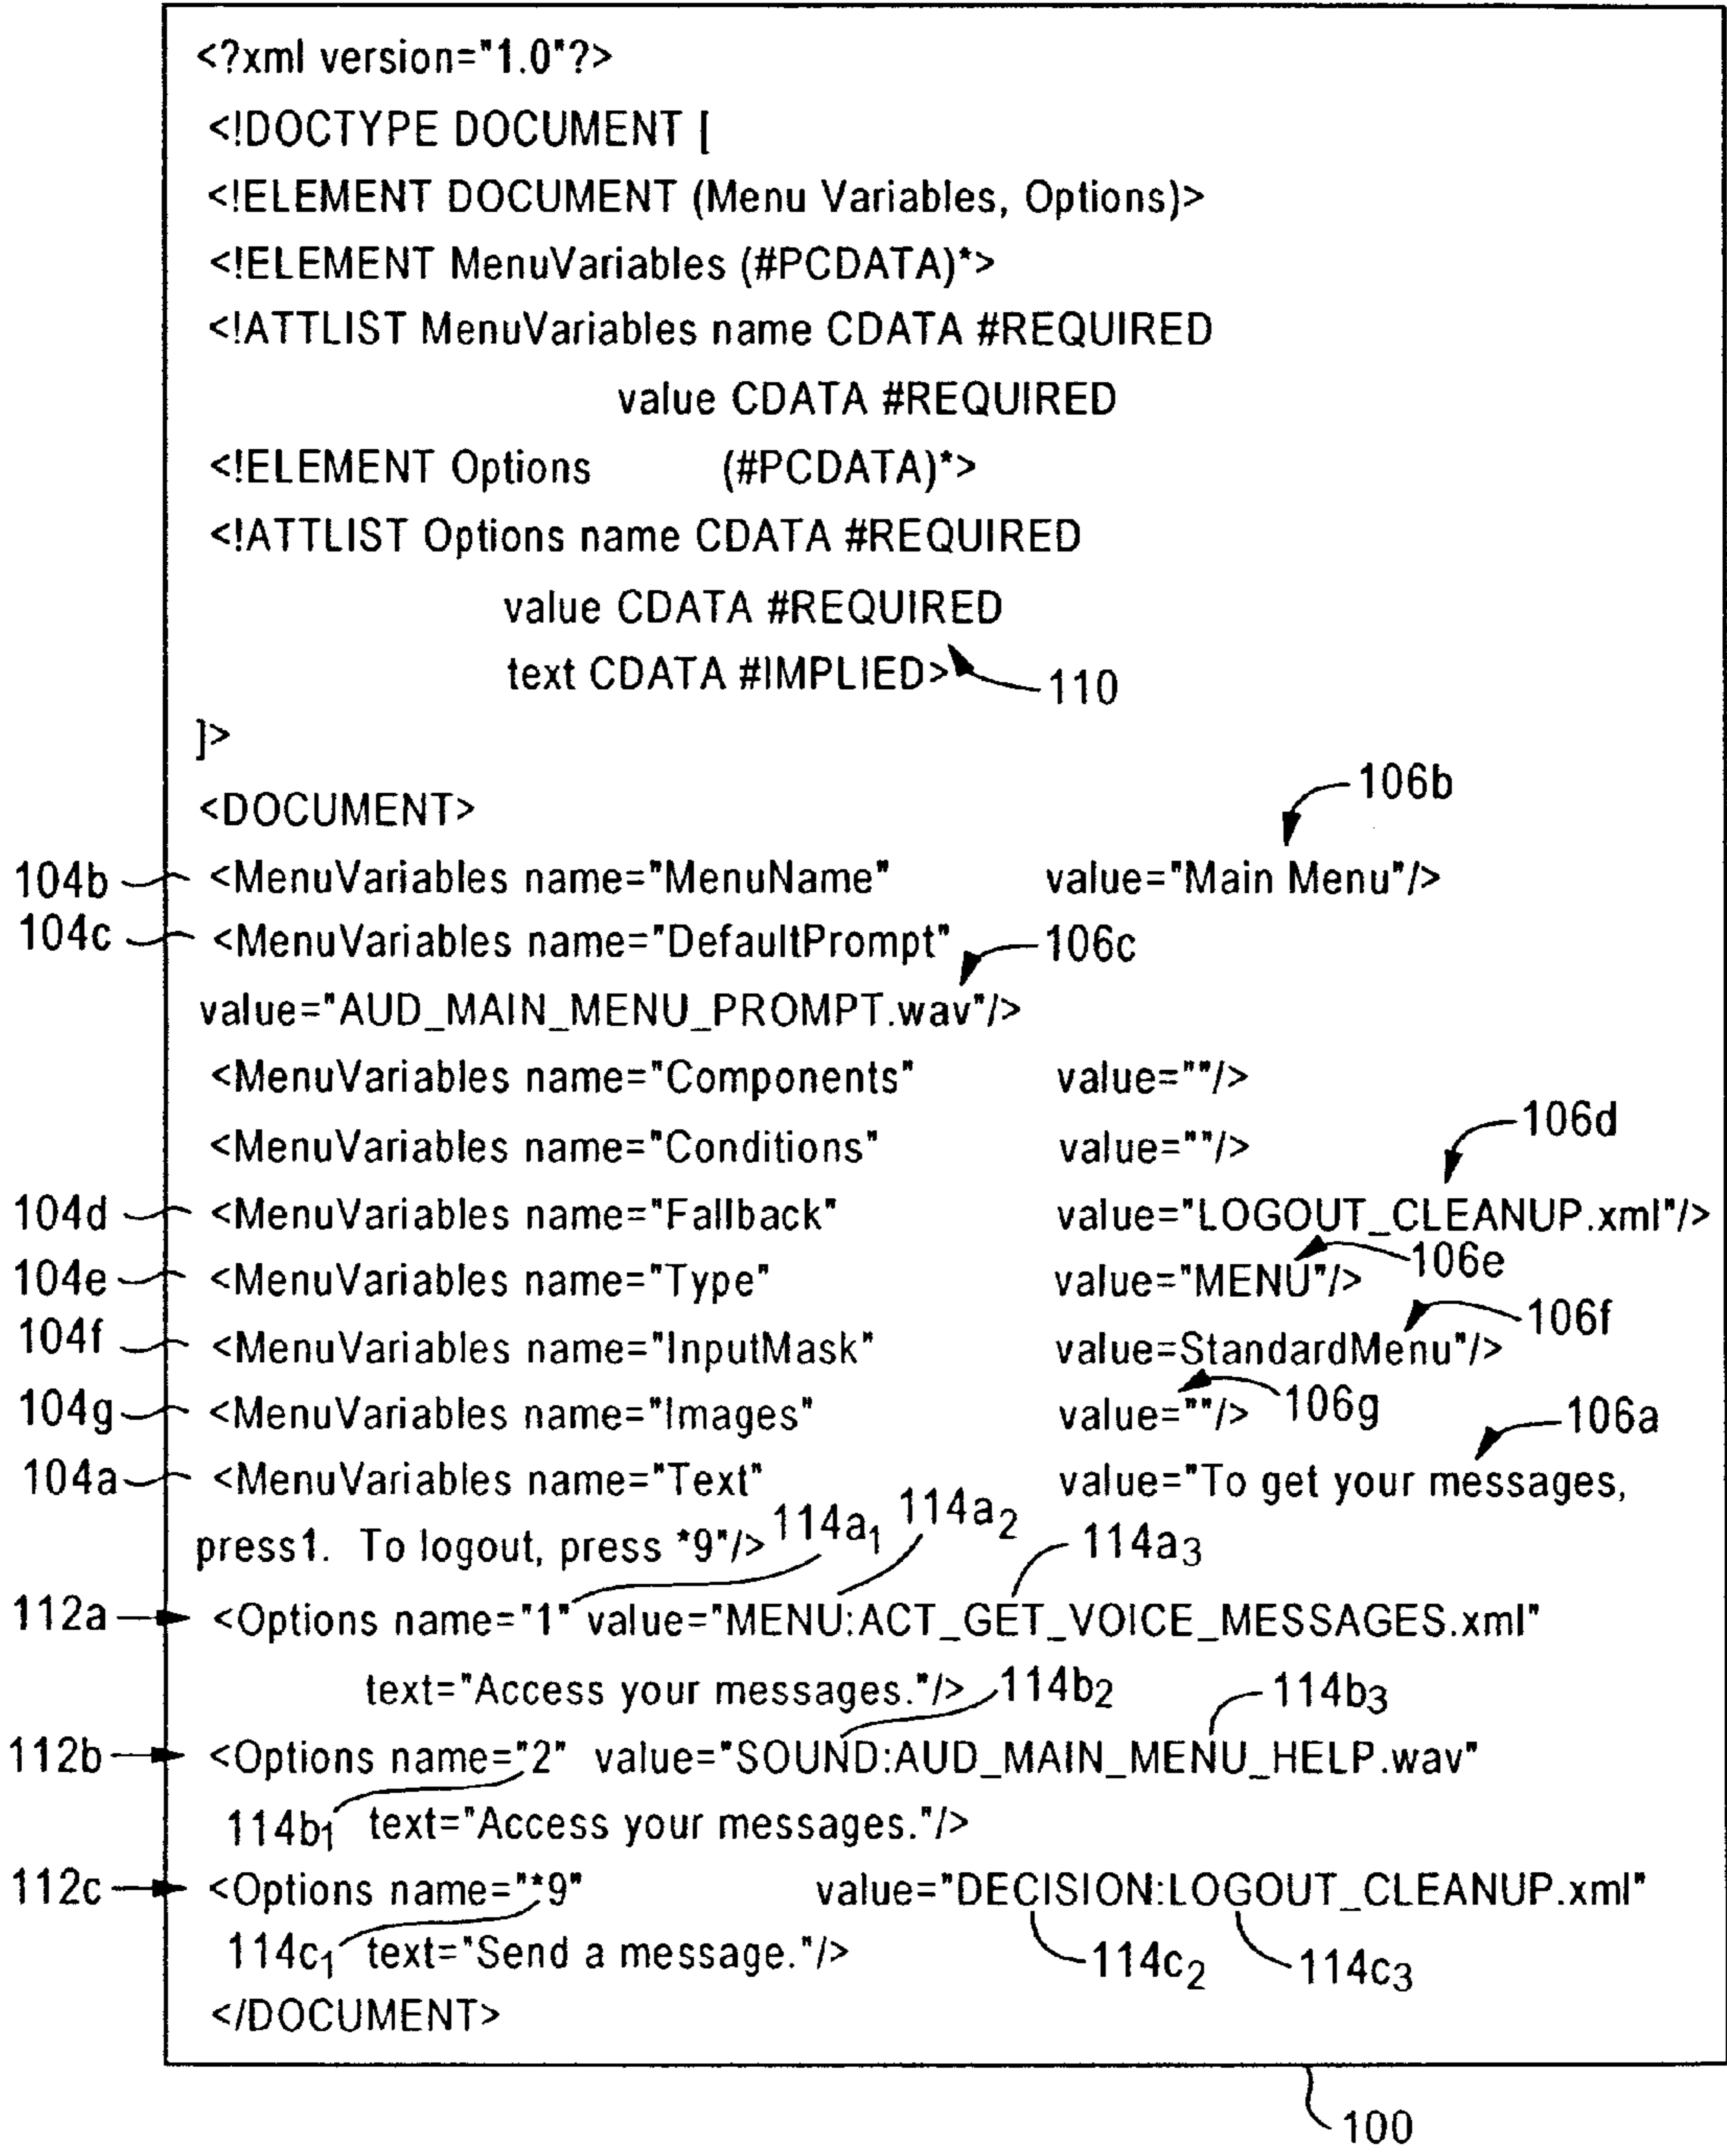 <?xml version="1.0"?>
<!DOCTYPE DOCUMENT [
<!ELEMENT DOCUMENT (Menu Variables, Options)>
<!ELEMENT MenuVariables (#PCDATA)*>
<!ATTLIST MenuVariables name CDATA #REQUIRED
value CDATA #REQUIRED
<!ELEMENT Options (#PCDATA)*>
<!ATTLIST Options name CDATA #REQUIRED
value CDATA #REQUIRED
text CDATA #IMPLIED> 110
]>
106b
<DOCUMENT>
104b <MenuVariables name="MenuName" value="Main Menu"/>
104c <MenuVariables name="DefaultPrompt" 106c
value="AUD_MAIN_MENU_PROMPT.wav"/>
<MenuVariables name="Components" value=""/>
106d
<MenuVariables name="Conditions" value=""/>
104d <MenuVariables name="Fallback" value="LOGOUT_CLEANUP.xml"/>
104e <MenuVariables name="Type" value="MENU"/> 106e
104f <MenuVariables name="InputMask" value=StandardMenu"/> 106f
104g <MenuVariables name="Images" value=""/> 106g 106a
104a <MenuVariables name="Text" value="To get your messages,
press1. To logout, press *9"/> 114a1 114a2 114a3
112a <Options name="1" value="MENU:ACT_GET_VOICE_MESSAGES.xml"
text="Access your messages."/> 114b2 114b3
112b <Options name="2" value="SOUND:AUD_MAIN_MENU_HELP.wav"
114b1 text="Access your messages."/>
112c <Options name="*9" value="DECISION:LOGOUT_CLEANUP.xml"
114c1 text="Send a message."/> 114c2 114c3
</DOCUMENT>
100